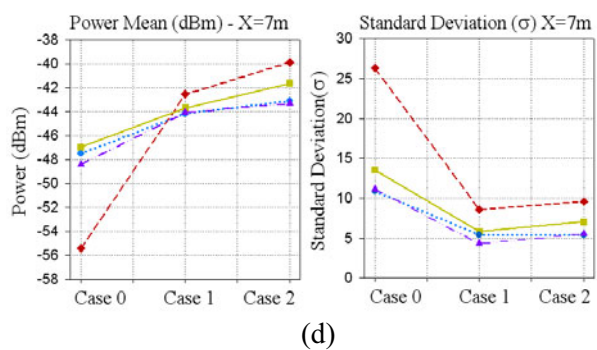 Power Mean (dBm) - X=7m
Power (dBm)
-38
-40
-42
-44
-46
-48
-50
-52
-54
-56
-58
Case 0 Case 1 Case 2
Standard Deviation (σ) X=7m
Standard Deviation(σ)
30
25
20
15
10
5
0
Case 0 Case 1 Case 2
(d)